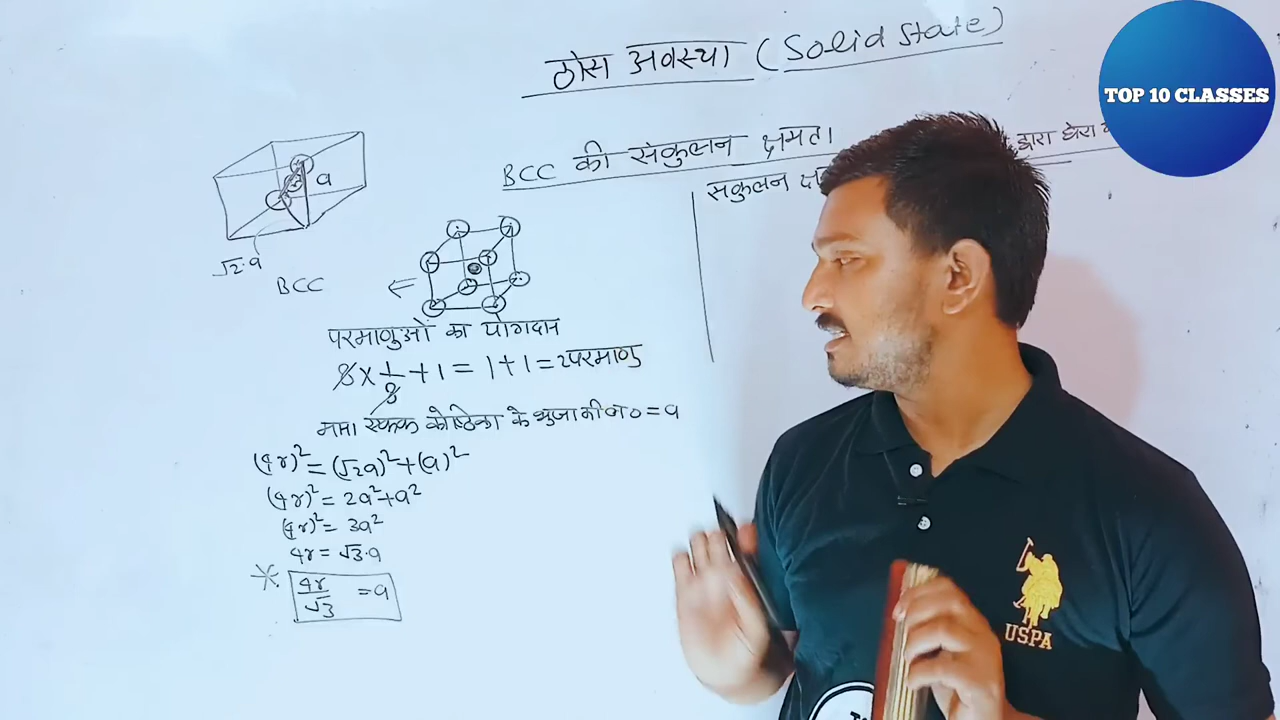 ठोस अवस्था (Solid State)
TOP 10 CLASSES
BCC की संकुलन क्षमता
द्वारा घेरा
संकुलन
a
√2·a
BCC
परमाणुओं का योगदान
8 × 1/8 + 1 = 1 + 1 = 2 परमाणु
कोष्ठिका के भुजा की ल० = a
(4r)² = (√2a)² + (a)²
(4r)² = 2a² + a²
(4r)² = 3a²
4r = √3·a
4r/√3 = a
USPA